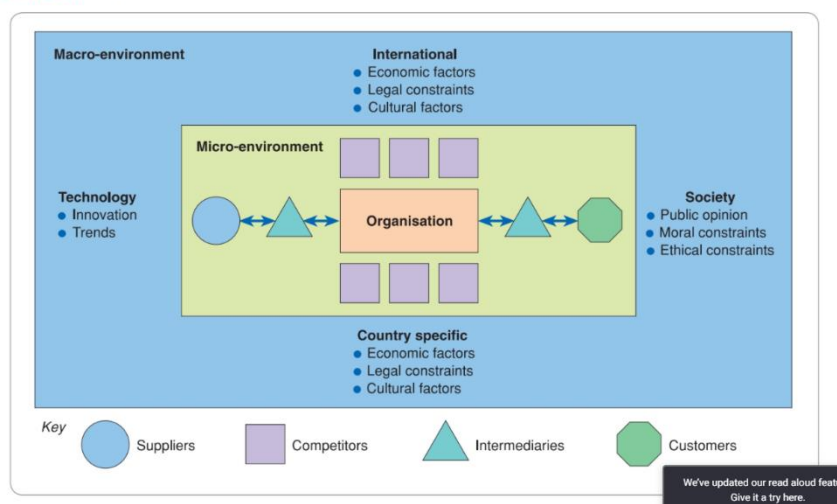 Macro-environment
International
• Economic factors
• Legal constraints
• Cultural factors
Micro-environment
Technology
• Innovation
• Trends
Organisation
Society
• Public opinion
• Moral constraints
• Ethical constraints
Country specific
• Economic factors
• Legal constraints
• Cultural factors
Key
Suppliers
Competitors
Intermediaries
Customers
We've updated our read aloud feat
Give it a try here.